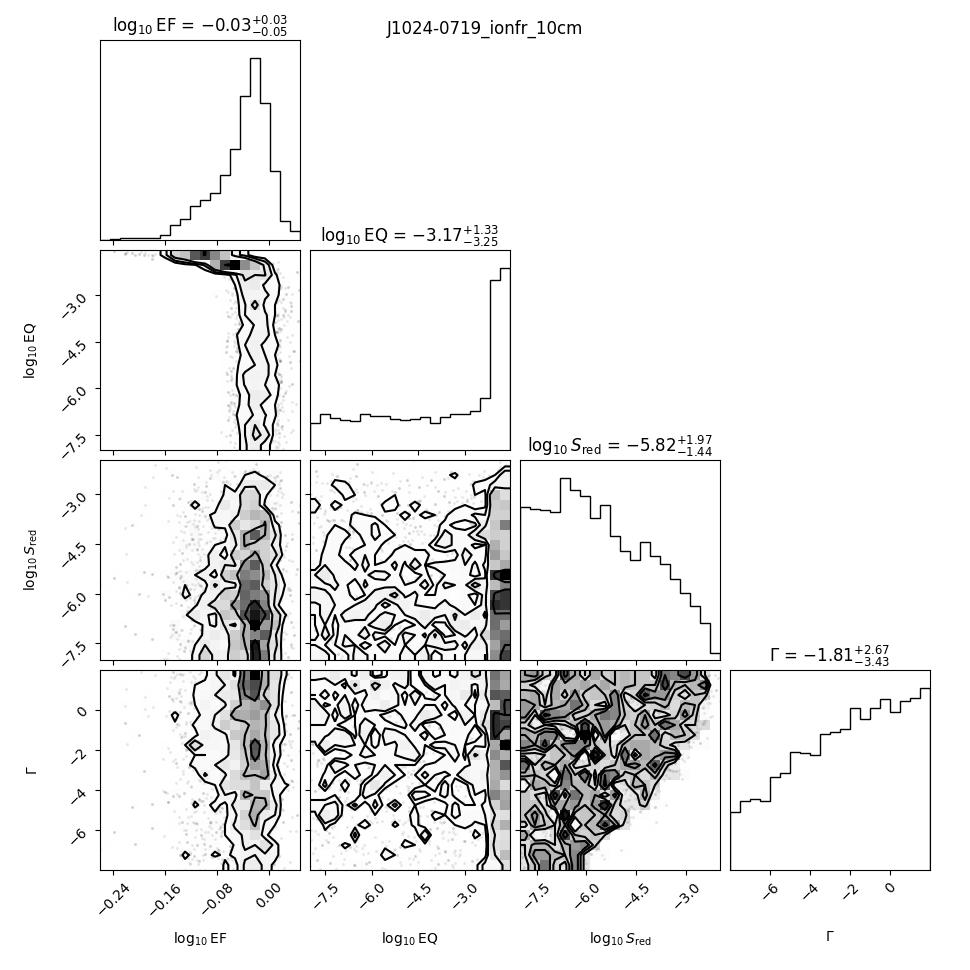 log₁₀ EF = −0.03⁺⁰·⁰³₋₀.₀₅
J1024-0719_ionfr_10cm
log₁₀ EQ = −3.17⁺¹·³³₋₃.₂₅
log₁₀ EQ
−3.0
−4.5
−6.0
−7.5
log₁₀ S_red = −5.82⁺¹·⁹⁷₋₁.₄₄
log₁₀ S_red
−3.0
−4.5
−6.0
−7.5
Γ = −1.81⁺²·⁶⁷₋₃.₄₃
Γ
0
−2
−4
−6
−0.24 −0.16 −0.08 0.00 −7.5 −6.0 −4.5 −3.0 −7.5 −6.0 −4.5 −3.0 −6 −4 −2 0
log₁₀ EF log₁₀ EQ log₁₀ S_red Γ